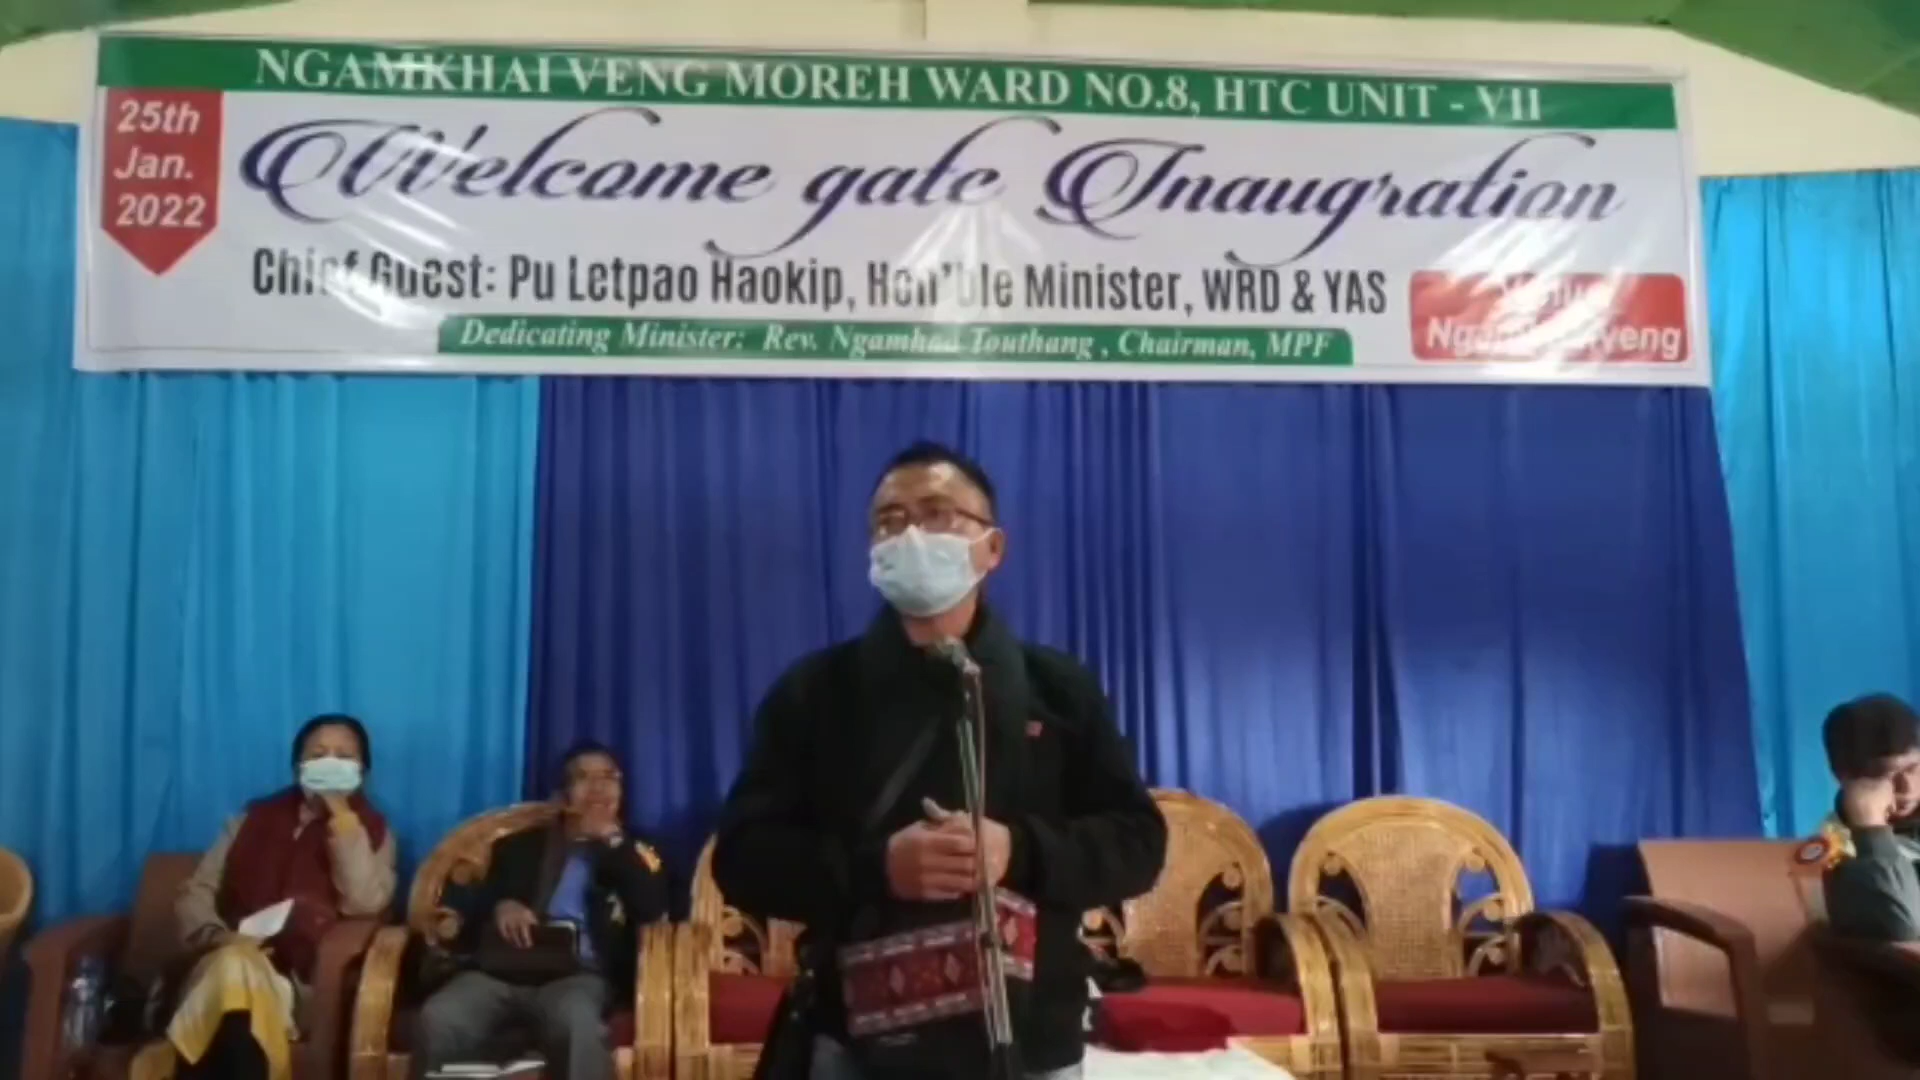 NGAMKHAI VENG MOREH WARD NO.8, HTC UNIT - VII
25th
Jan.
2022
Welcome gate Inaugration
Chief Guest: Pu Letpao Haokip, Hon'ble Minister, WRD & YAS
Dedicating Minister: Rev. Touthang, Chairman, MPF